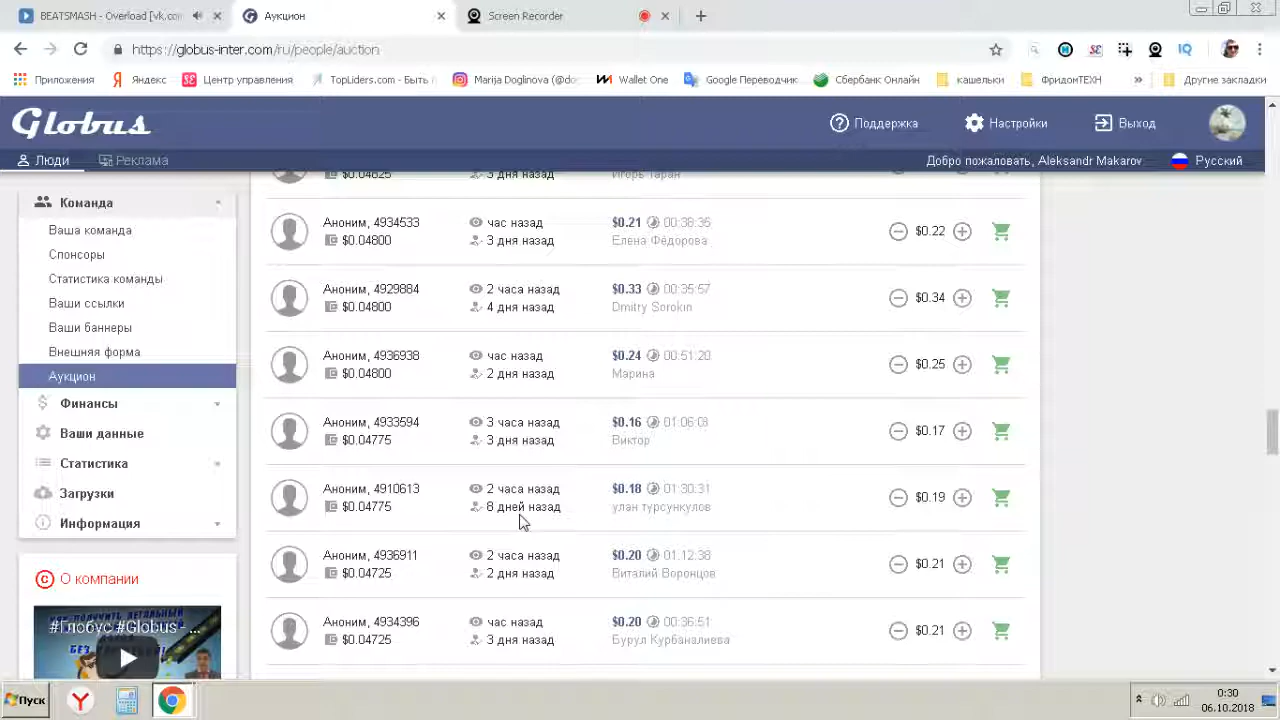 BEATSMASH - Overload [vk.con
Аукцион
Screen Recorder
https://globus-inter.com/ru/people/auction
Приложения
Яндекс
Центр управления
TopLiders.com - Быть
Marija Doglinova (@do
Wallet One
Google Переводчик
Сбербанк Онлайн
кашельки
ФридомТЕХН
Другие закладки
Globus
Поддержка
Настройки
Выход
Люди
Реклама
Добро пожаловать, Aleksandr Makarov
Русский
Команда
Ваша команда
Спонсоры
Статистика команды
Ваши ссылки
Ваши баннеры
Внешняя форма
Аукцион
Финансы
Ваши данные
Статистика
Загрузки
Информация
О компании
#Глобус #Globus - ...
$0.04825 3 дня назад Игорь Таран
Аноним, 4934533 час назад $0.21 00:38:36
$0.04800 3 дня назад Елена Фёдорова
$0.22
Аноним, 4929884 2 часа назад $0.33 00:35:57
$0.04800 4 дня назад Dmitry Sorokin
$0.34
Аноним, 4936938 час назад $0.24 00:51:20
$0.04800 2 дня назад Марина
$0.25
Аноним, 4933594 3 часа назад $0.16 01:06:03
$0.04775 3 дня назад Виктор
$0.17
Аноним, 4910613 2 часа назад $0.18 01:30:31
$0.04775 8 дней назад улан турсункулов
$0.19
Аноним, 4936911 2 часа назад $0.20 01:12:38
$0.04725 2 дня назад Виталий Воронцов
$0.21
Аноним, 4934396 час назад $0.20 00:36:51
$0.04725 3 дня назад Бурул Курбаналиева
$0.21
Пуск
0:30
06.10.2018